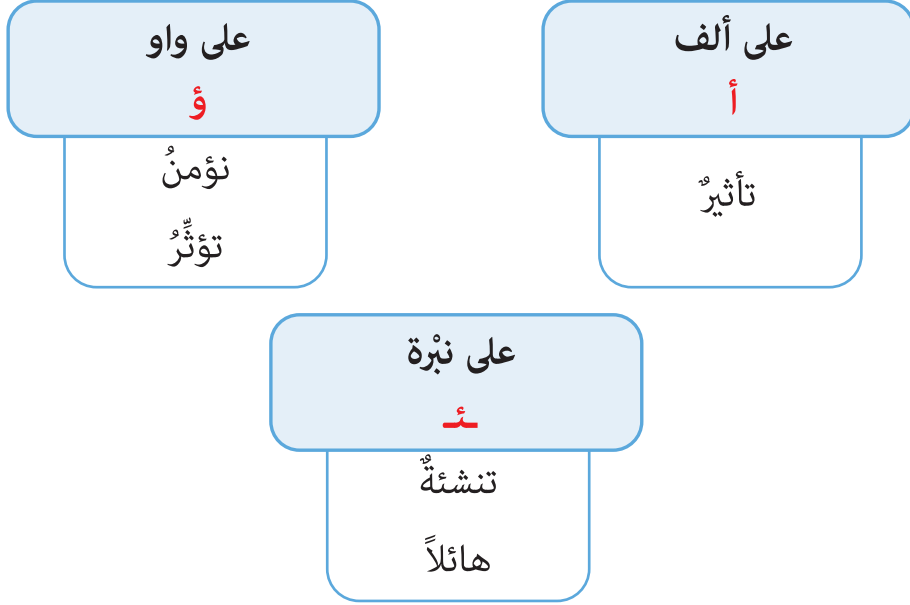 على ألف
أ
تأثيرٌ
على واو
ؤ
نؤمنُ
تؤثِّرُ
على نبْرة
ـئـ
تنشئةٌ
هائلاً